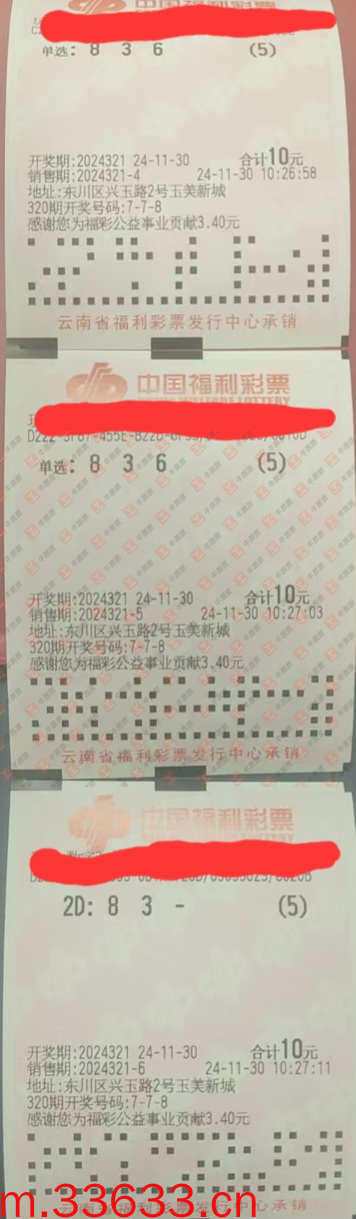 单选: 8 3 6 (5)
开奖期:2024321 24-11-30 合计10元
销售期:2024321-4 24-11-30 10:26:58
地址:东川区兴玉路2号玉美新城
320期开奖号码:7-7-8
感谢您为福彩公益事业贡献3.40元
云南省福利彩票发行中心承销
中国福利彩票
单选: 8 3 6 (5)
开奖期:2024321 24-11-30 合计10元
销售期:2024321-5 24-11-30 10:27:03
地址:东川区兴玉路2号玉美新城
320期开奖号码:7-7-8
感谢您为福彩公益事业贡献3.40元
云南省福利彩票发行中心承销
中国福利彩票
2D: 8 3 - (5)
开奖期:2024321 24-11-30 合计10元
销售期:2024321-6 24-11-30 10:27:11
地址:东川区兴玉路2号玉美新城
320期开奖号码:7-7-8
感谢您为福彩公益事业贡献3.40元
云南省福利彩票发行中心承销
m.33633.cn